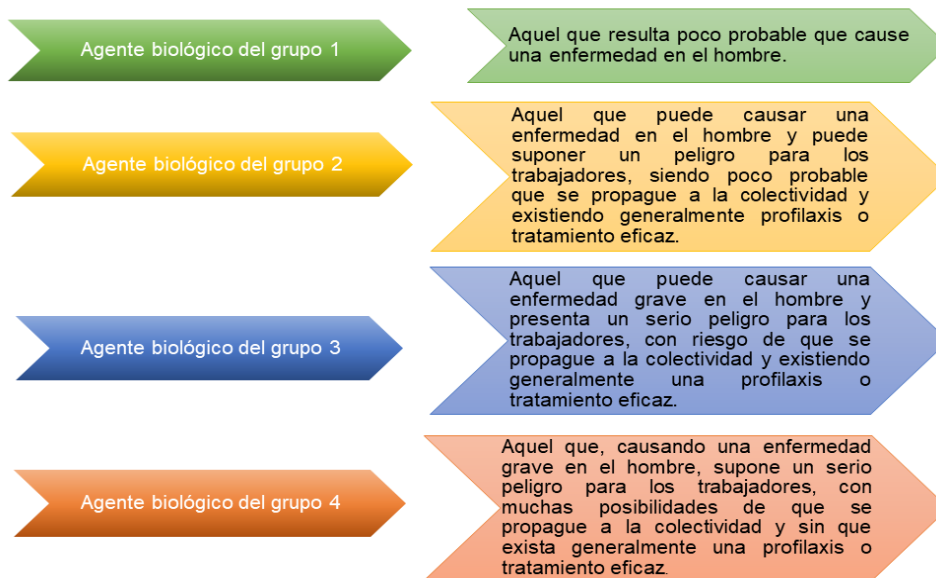 Agente biológico del grupo 1
Aquel que resulta poco probable que cause
una enfermedad en el hombre.
Agente biológico del grupo 2
Aquel que puede causar una
enfermedad en el hombre y puede
suponer un peligro para los
trabajadores, siendo poco probable
que se propague a la colectividad y
existiendo generalmente profilaxis o
tratamiento eficaz.
Agente biológico del grupo 3
Aquel que puede causar una
enfermedad grave en el hombre y
presenta un serio peligro para los
trabajadores, con riesgo de que se
propague a la colectividad y existiendo
generalmente una profilaxis o
tratamiento eficaz.
Agente biológico del grupo 4
Aquel que, causando una enfermedad
grave en el hombre, supone un serio
peligro para los trabajadores, con
muchas posibilidades de que se
propague a la colectividad y sin que
exista generalmente una profilaxis o
tratamiento eficaz.